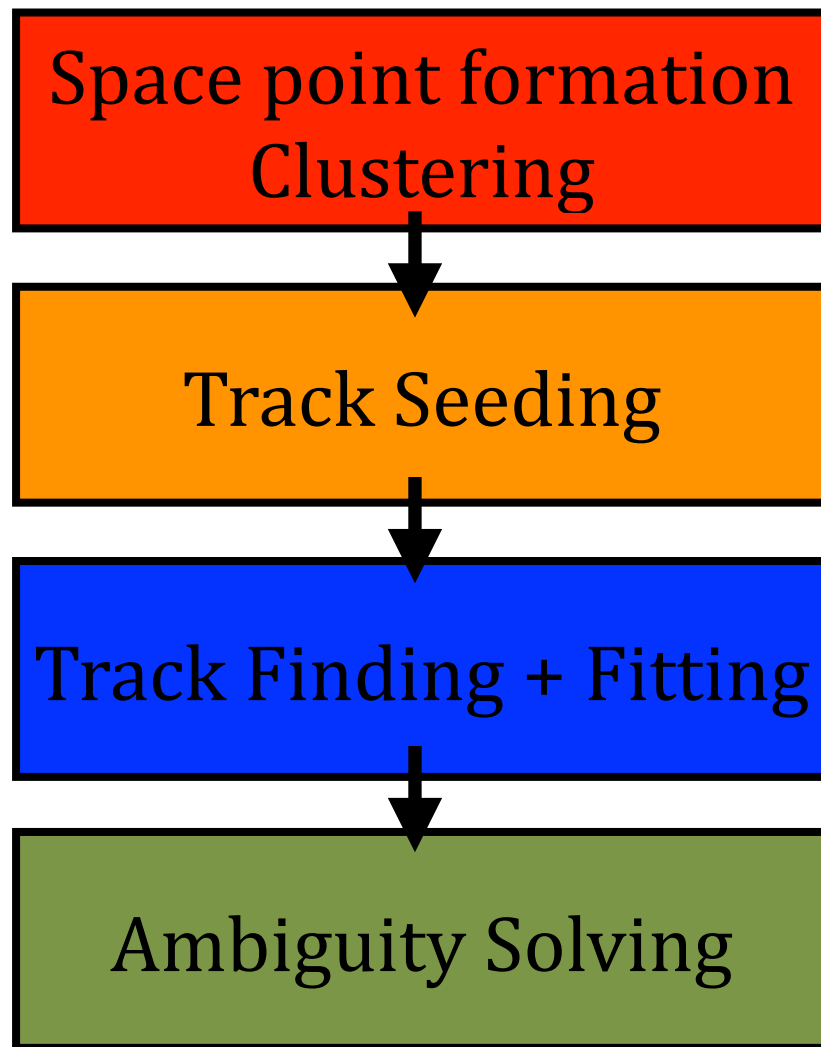 Space point formation
Clustering
Track Seeding
Track Finding + Fitting
Ambiguity Solving